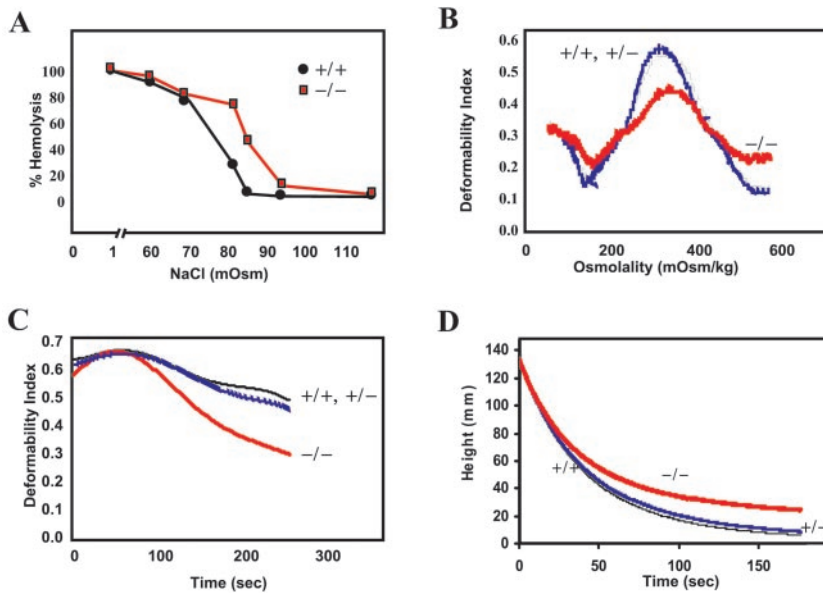 A
% Hemolysis
100
80
60
40
20
0
+/+
−/−
0 1 60 70 80 90 100 110
NaCl (mOsm)
B
Deformability Index
0.6
0.5
0.4
0.3
0.2
0.1
0.0
+/+, +/−
−/−
0 200 400 600
Osmolality (mOsm/kg)
C
Deformability Index
0.7
0.6
0.5
0.4
0.3
0.2
0.1
0.0
+/+, +/−
−/−
0 100 200 300
Time (sec)
D
Height (mm)
140
120
100
80
60
40
20
0
+/+
−/−
+/−
0 50 100 150
Time (sec)